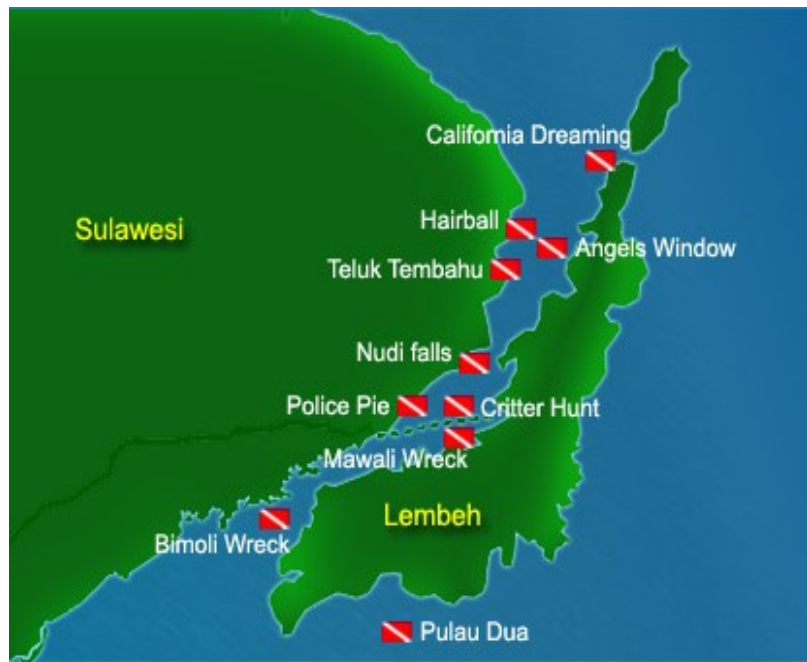 California Dreaming
Hairball
Sulawesi
Angels Window
Teluk Tembahu
Nudi falls
Police Pie
Critter Hunt
Mawali Wreck
Lembeh
Bimoli Wreck
Pulau Dua